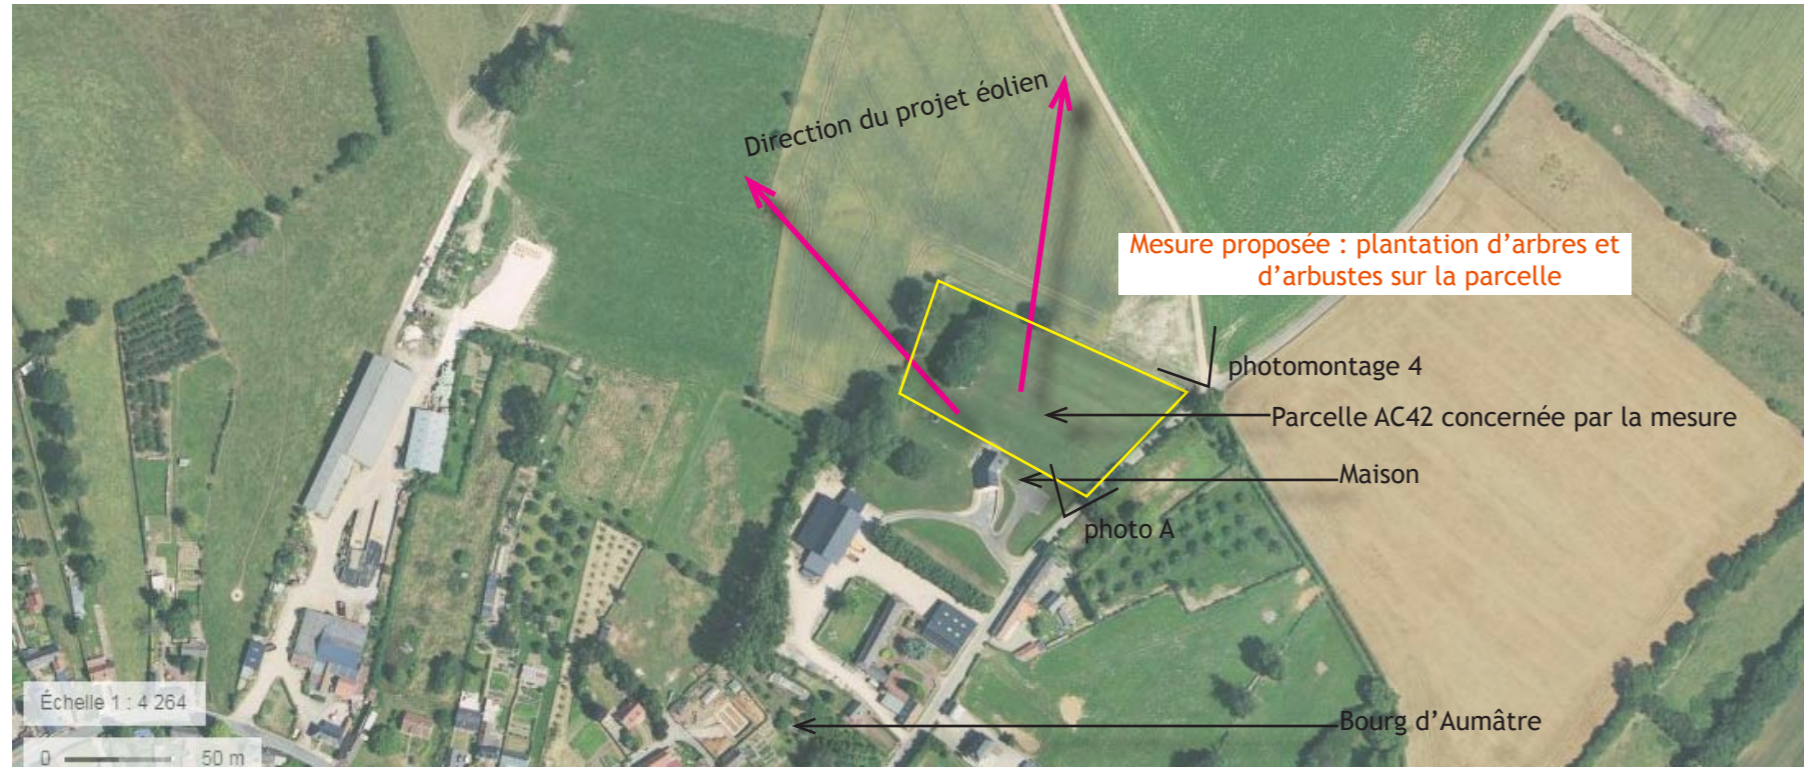 Direction du projet éolien
Mesure proposée : plantation d’arbres et
d’arbustes sur la parcelle
photomontage 4
Parcelle AC42 concernée par la mesure
Maison
photo A
Échelle 1 : 4 264
Bourg d’Aumâtre
0 50 m